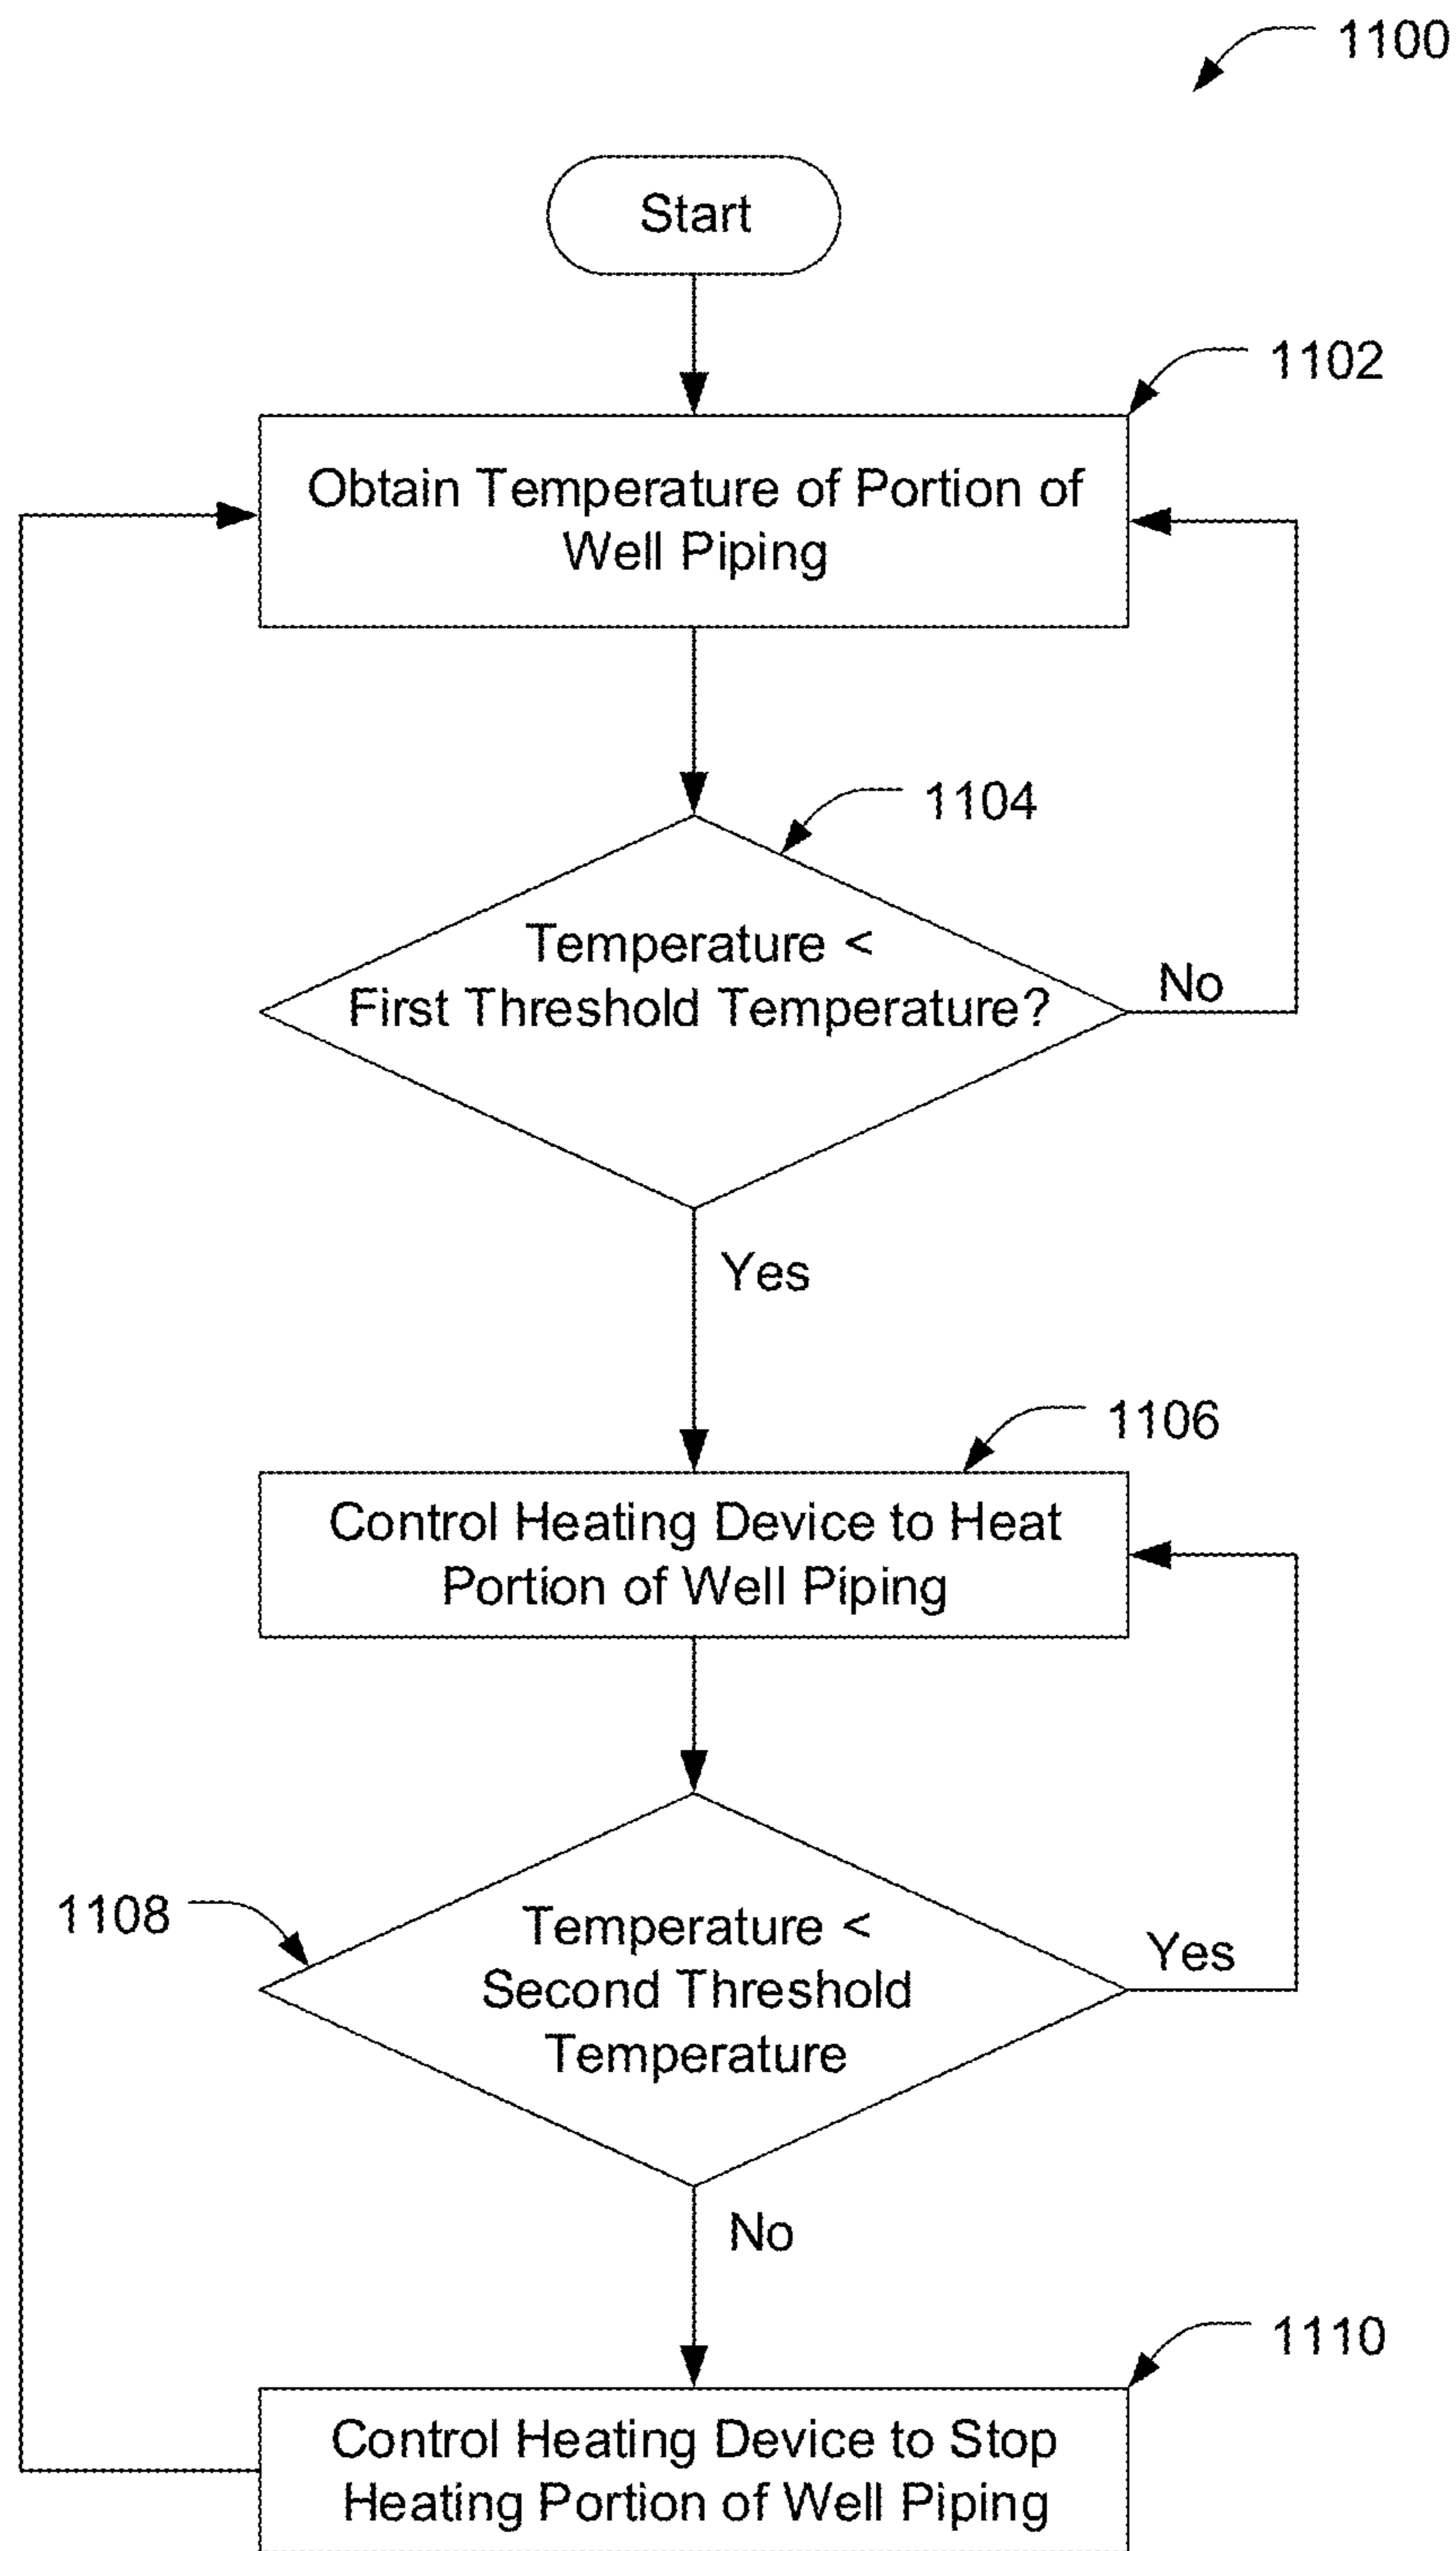 1100
Start
1102
Obtain Temperature of Portion of
Well Piping
1104
Temperature <
First Threshold Temperature?
No
Yes
1106
Control Heating Device to Heat
Portion of Well Piping
1108
Temperature <
Second Threshold
Temperature
Yes
No
1110
Control Heating Device to Stop
Heating Portion of Well Piping